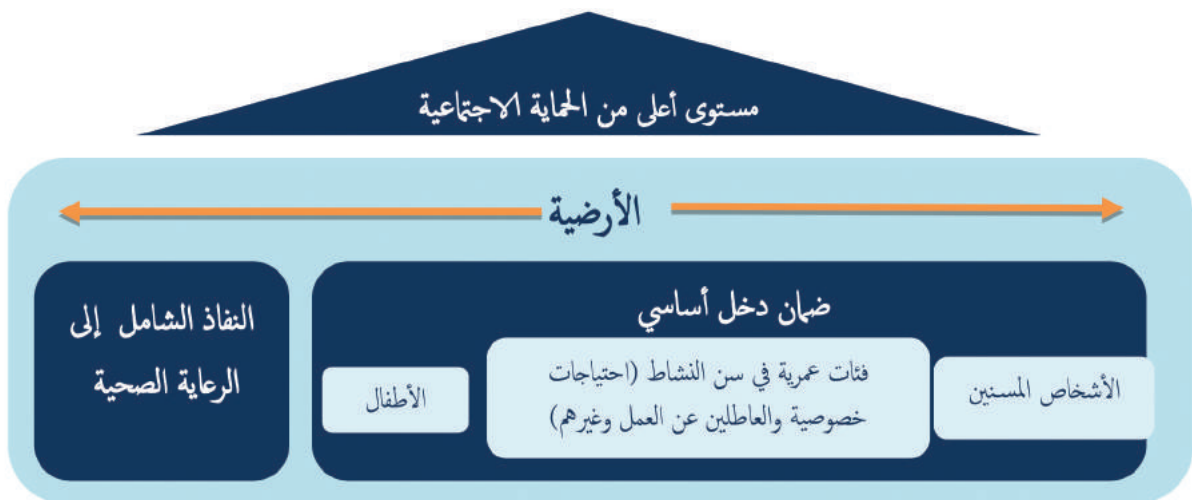 مستوى أعلى من الحماية الاجتماعية
الأرضية
ضمان دخل أساسي
الأشخاص المسنين
فئات عمرية في سن النشاط (احتياجات
خصوصية والعاطلين عن العمل وغيرهم)
الأطفال
النفاذ الشامل إلى
الرعاية الصحية